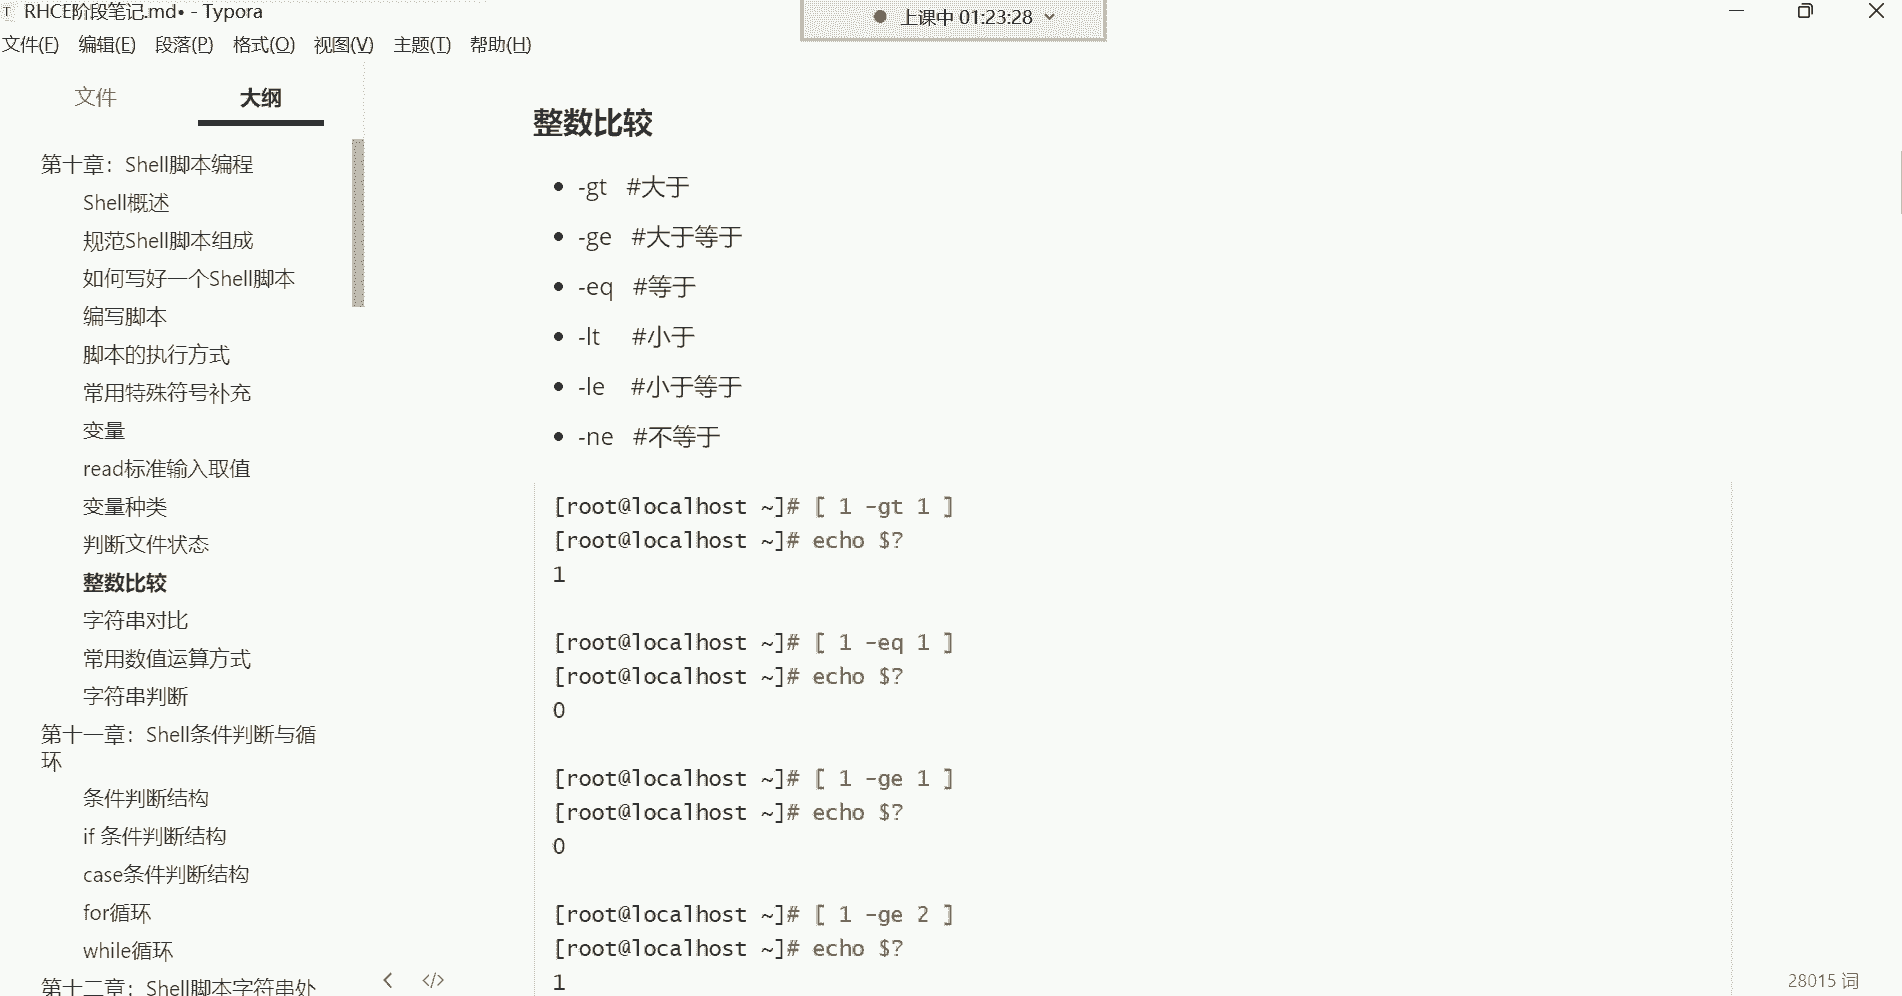 RHCE阶段笔记.md• - Typora
上课中 01:23:28
文件(F) 编辑(E) 段落(P) 格式(O) 视图(V) 主题(T) 帮助(H)
文件 大纲
第十章：Shell脚本编程
Shell概述
规范Shell脚本组成
如何写好一个Shell脚本
编写脚本
脚本的执行方式
常用特殊符号补充
变量
read标准输入取值
变量种类
判断文件状态
整数比较
字符串对比
常用数值运算方式
字符串判断
第十一章：Shell条件判断与循
环
条件判断结构
if 条件判断结构
case条件判断结构
for循环
while循环
第十二章：Shell脚本字符串处
整数比较
-gt #大于
-ge #大于等于
-eq #等于
-lt #小于
-le #小于等于
-ne #不等于
[root@localhost ~]# [ 1 -gt 1 ]
[root@localhost ~]# echo $?
1
[root@localhost ~]# [ 1 -eq 1 ]
[root@localhost ~]# echo $?
0
[root@localhost ~]# [ 1 -ge 1 ]
[root@localhost ~]# echo $?
0
[root@localhost ~]# [ 1 -ge 2 ]
[root@localhost ~]# echo $?
1
28015 词